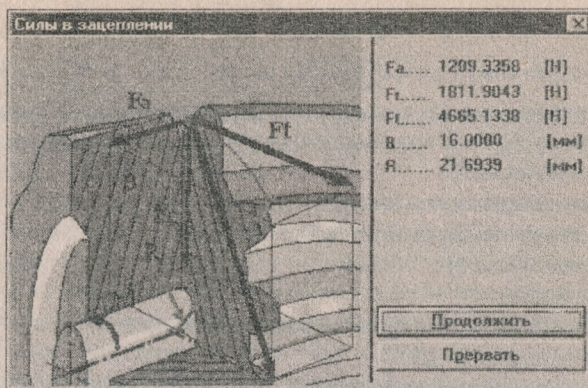 Силы в зацеплении
Fa..... 1209.3358 [Н]
Fr..... 1811.9043 [Н]
Ft..... 4665.1338 [Н]
B....... 16.0000 [мм]
R....... 21.6939 [мм]
Fa
Ft
B
Продолжить
Прервать